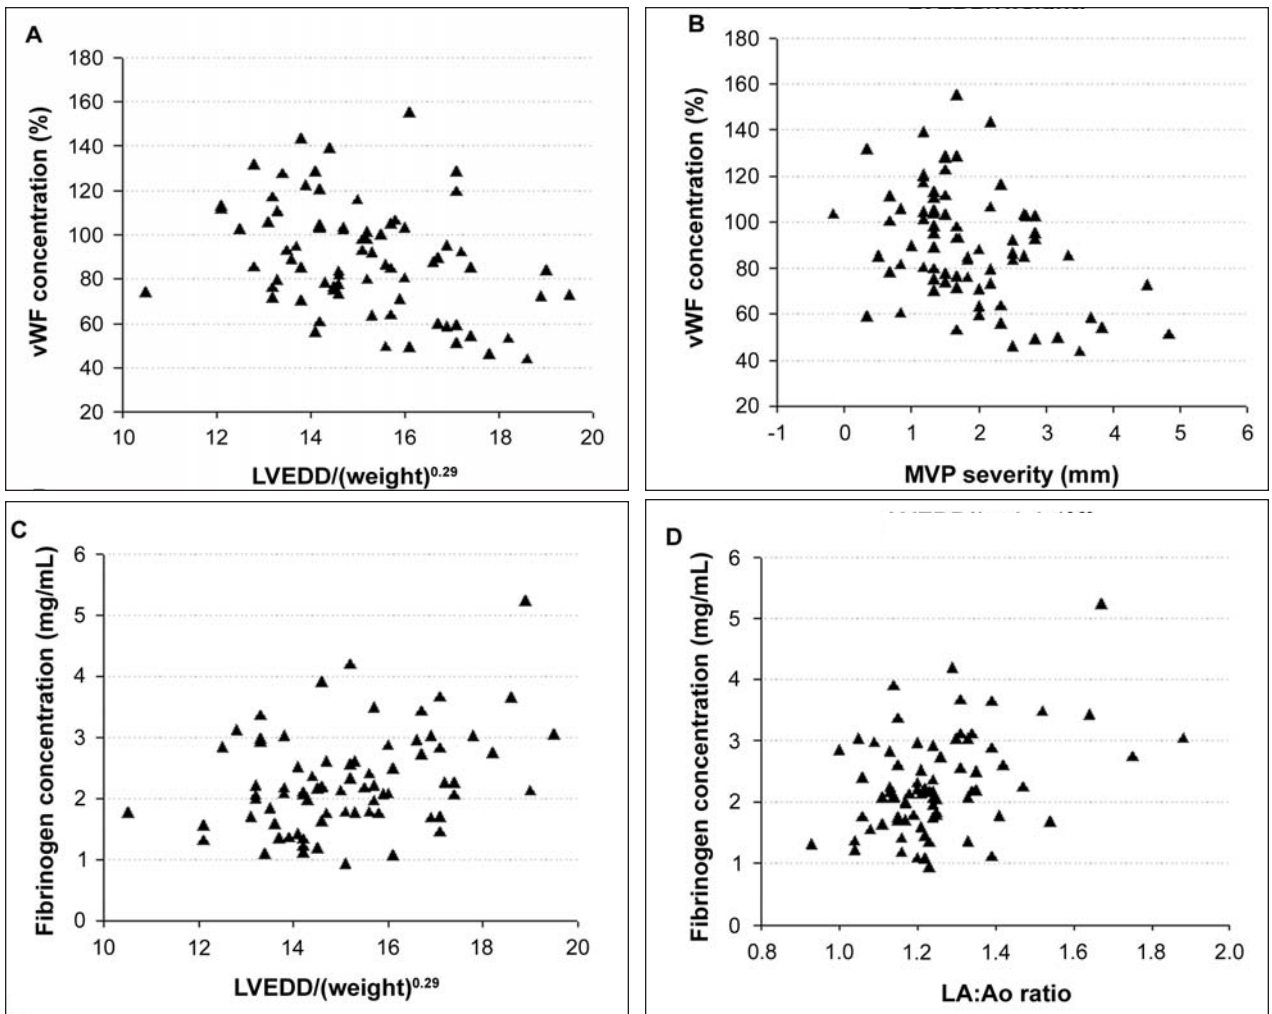 A
vWF concentration (%)
180
160
140
120
100
80
60
40
20
10 12 14 16 18 20
LVEDD/(weight)0.29
B
vWF concentration (%)
180
160
140
120
100
80
60
40
20
-1 0 1 2 3 4 5 6
MVP severity (mm)
C
Fibrinogen concentration (mg/mL)
6
5
4
3
2
1
0
10 12 14 16 18 20
LVEDD/(weight)0.29
D
Fibrinogen concentration (mg/mL)
6
5
4
3
2
1
0
0.8 1.0 1.2 1.4 1.6 1.8 2.0
LA:Ao ratio